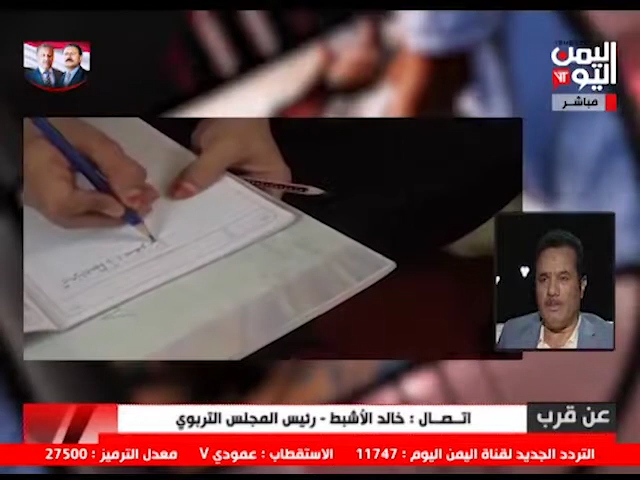 اليمن
اليوم
مباشر
عن قرب
اتـصـال : خالد الأشبط - رئيس المجلس التربوي
التردد الجديد لقناة اليمن اليوم : 11747 الاستقطاب : عمودي V معدل الترميز : 27500